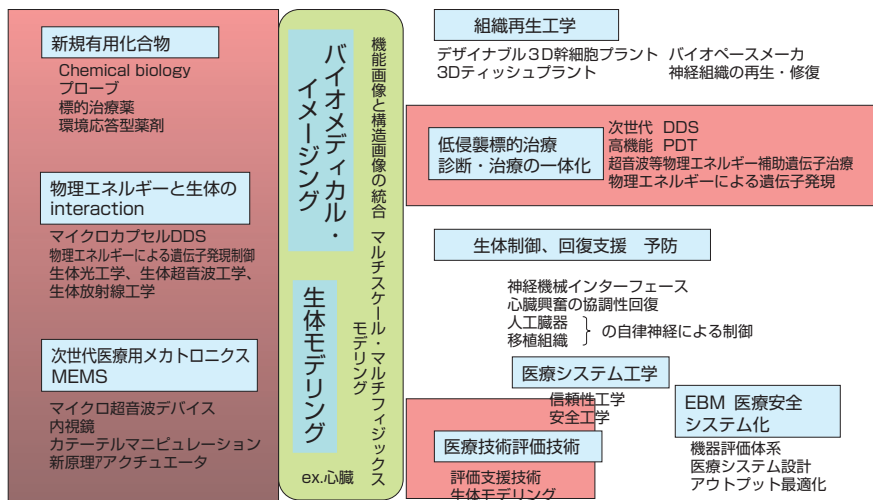 新規有用化合物
Chemical biology
プローブ
標的治療薬
環境応答型薬剤
物理エネルギーと生体の
interaction
マイクロカプセルDDS
物理エネルギーによる遺伝子発現制御
生体光工学、生体超音波工学、
生体放射線工学
次世代医療用メカトロニクス
MEMS
マイクロ超音波デバイス
内視鏡
カテーテルマニピュレーション
新原理アアクチュエータ
バイオメディカル・
イメージング
機能画像と構造画像の統合
生体モデリング
マルチスケール・マルチフィジックス
モデリング
ex.心臓
組織再生工学
デザイナブル3D幹細胞プラント バイオペースメーカ
3Dティッシュプラント 神経組織の再生・修復
低侵襲標的治療
診断・治療の一体化
次世代 DDS
高機能 PDT
超音波等物理エネルギー補助遺伝子治療
物理エネルギーによる遺伝子発現
生体制御、回復支援 予防
神経機械インターフェース
心臓興奮の協調性回復
人工臓器
移植組織
の自律神経による制御
医療システム工学
信頼性工学
安全工学
医療技術評価技術
評価支援技術
生体モデリング
EBM 医療安全
システム化
機器評価体系
医療システム設計
アウトプット最適化